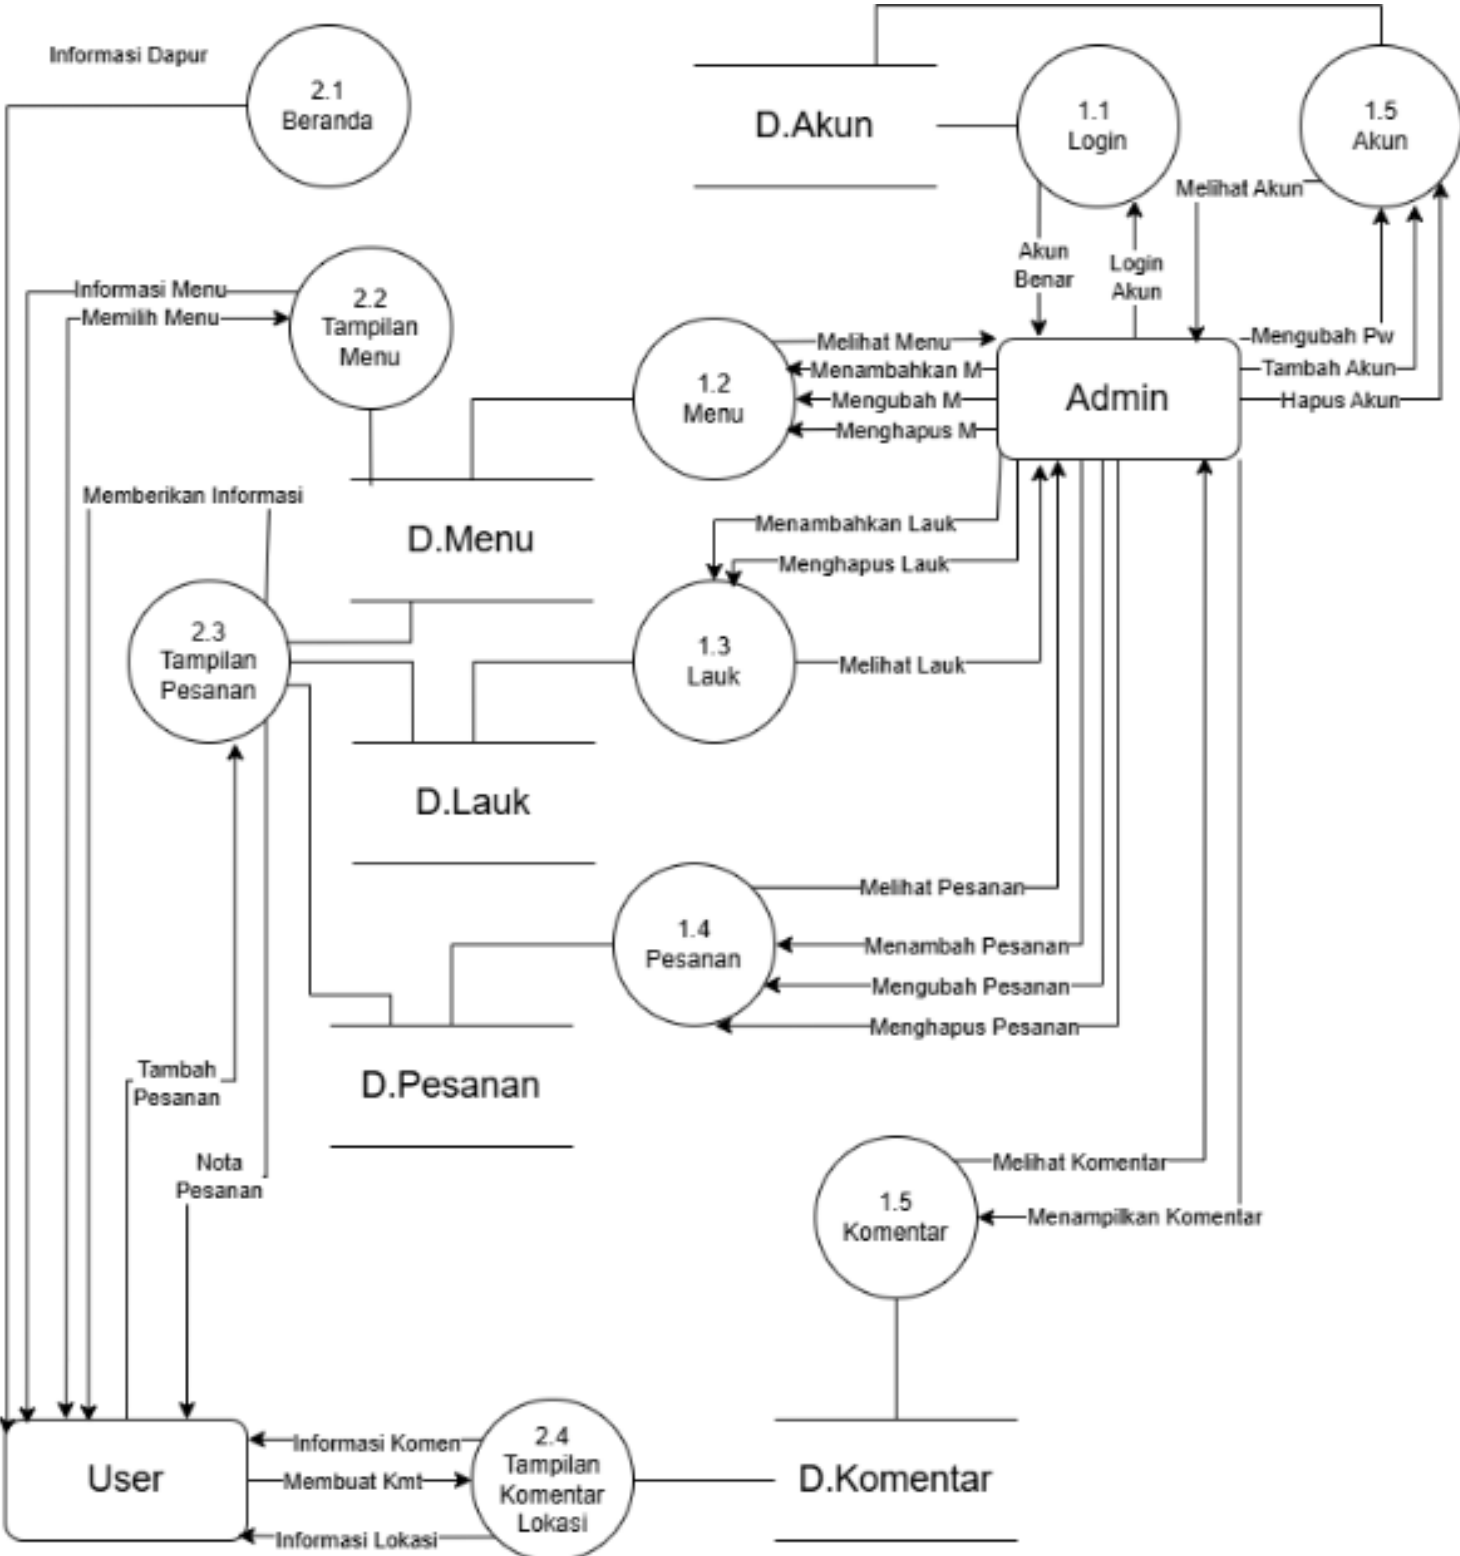 Informasi Dapur
2.1
Beranda
D.Akun
1.1
Login
1.5
Akun
Melihat Akun
Akun
Benar
Login
Akun
Informasi Menu
Memilih Menu
2.2
Tampilan
Menu
1.2
Menu
Melihat Menu
Menambahkan M
Mengubah M
Menghapus M
Admin
Mengubah Pw
Tambah Akun
Hapus Akun
Memberikan Informasi
D.Menu
Menambahkan Lauk
Menghapus Lauk
2.3
Tampilan
Pesanan
1.3
Lauk
Melihat Lauk
D.Lauk
1.4
Pesanan
Melihat Pesanan
Menambah Pesanan
Mengubah Pesanan
Menghapus Pesanan
Tambah
Pesanan
D.Pesanan
Nota
Pesanan
1.5
Komentar
Melihat Komentar
Menampilkan Komentar
User
Informasi Komen
Membuat Kmt
Informasi Lokasi
2.4
Tampilan
Komentar
Lokasi
D.Komentar